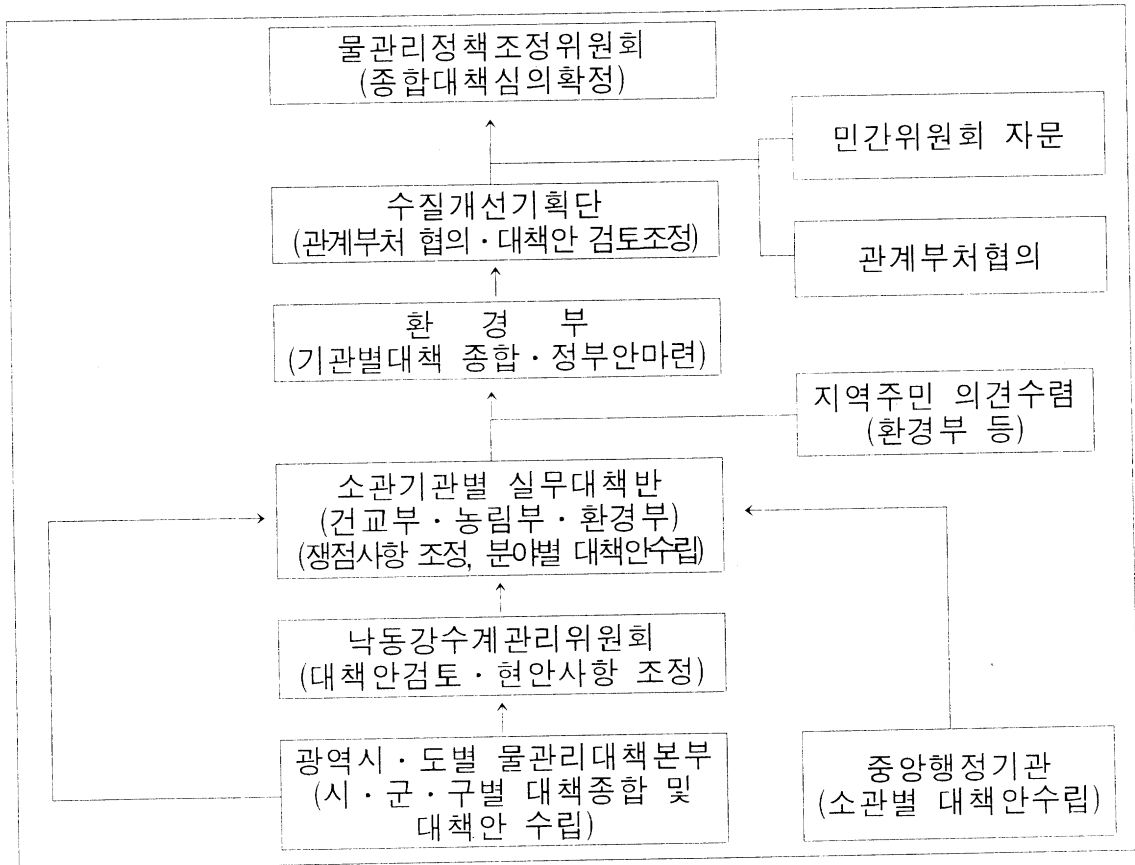 물관리정책조정위원회
(종합대책심의확정)
민간위원회 자문
수질개선기획단
(관계부처 협의·대책안 검토조정)
관계부처협의
환 경 부
(기관별대책 종합·정부안마련)
지역주민 의견수렴
(환경부 등)
소관기관별 실무대책반
(건교부·농림부·환경부)
(쟁점사항 조정, 분야별 대책안수립)
낙동강수계관리위원회
(대책안검토·현안사항 조정)
광역시·도별 물관리대책본부
(시·군·구별 대책종합 및
대책안 수립)
중앙행정기관
(소관별 대책안수립)